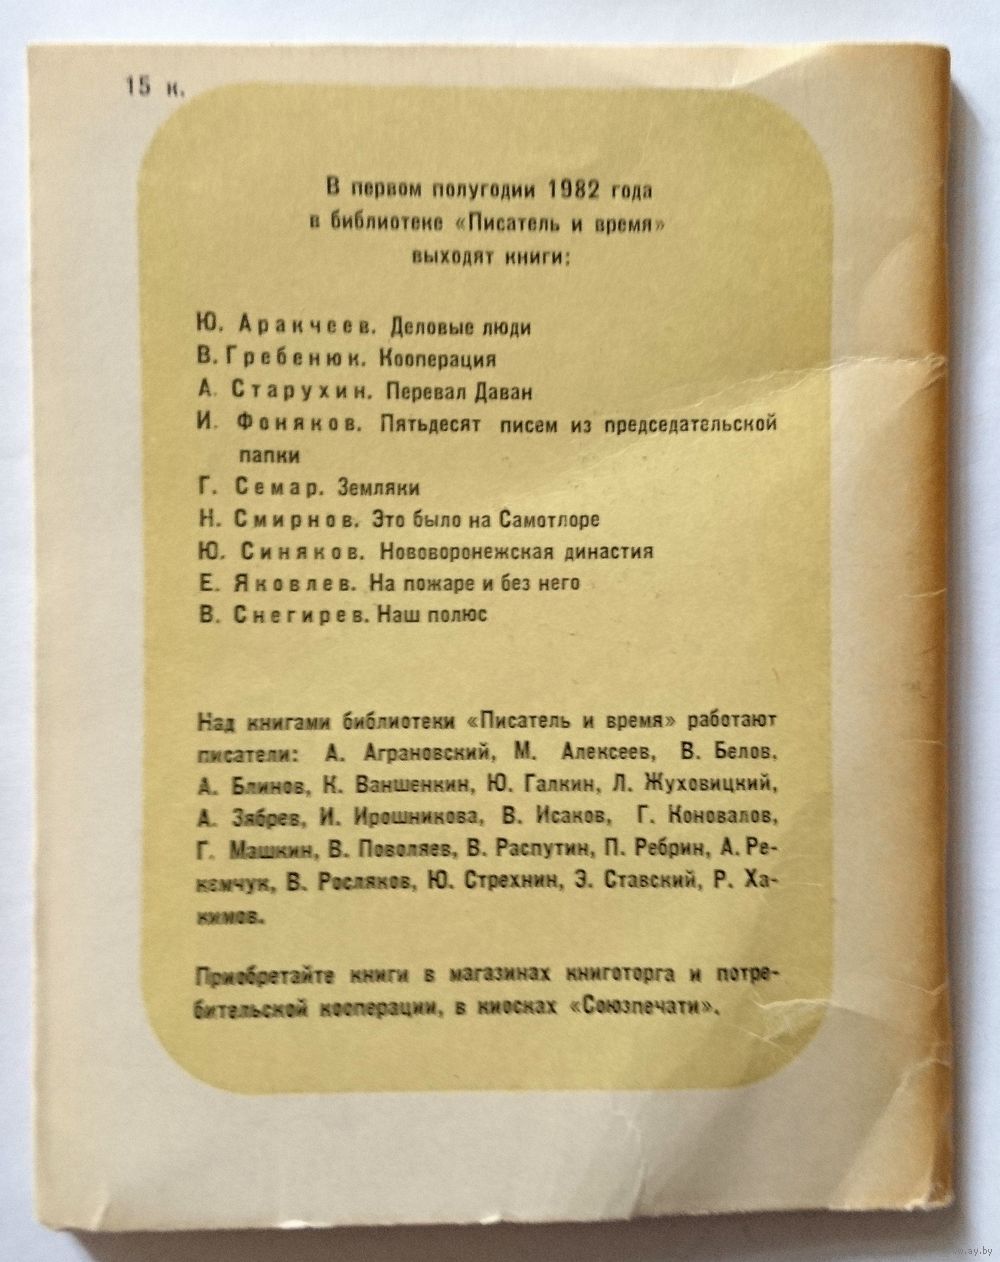 15 к.
В первом полугодии 1982 года
в библиотеке «Писатель и время»
выходят книги:
Ю. Аракчеев. Деловые люди
В. Гребенюк. Кооперация
А. Старухин. Перевал Даван
И. Фоняков. Пятьдесят писем из председательской
папки
Г. Семар. Земляки
Н. Смирнов. Это было на Самотлоре
Ю. Синяков. Нововоронежская династия
Е. Яковлев. На пожаре и без него
В. Снегирев. Наш полюс
Над книгами библиотеки «Писатель и время» работают
писатели: А. Аграновский, М. Алексеев, В. Белов,
А. Блинов, К. Ваншенкин, Ю. Галкин, Л. Жуховицкий,
А. Зябрев, И. Ирошникова, В. Исаков, Г. Коновалов,
Г. Машкин, В. Поволяев, В. Распутин, П. Ребрин, А. Ре-
кемчук, В. Росляков, Ю. Стрехнин, Э. Ставский, Р. Ха-
кимов.
Приобретайте книги в магазинах книготорга и потре-
бительской кооперации, в киосках «Союзпечати».
ay.by